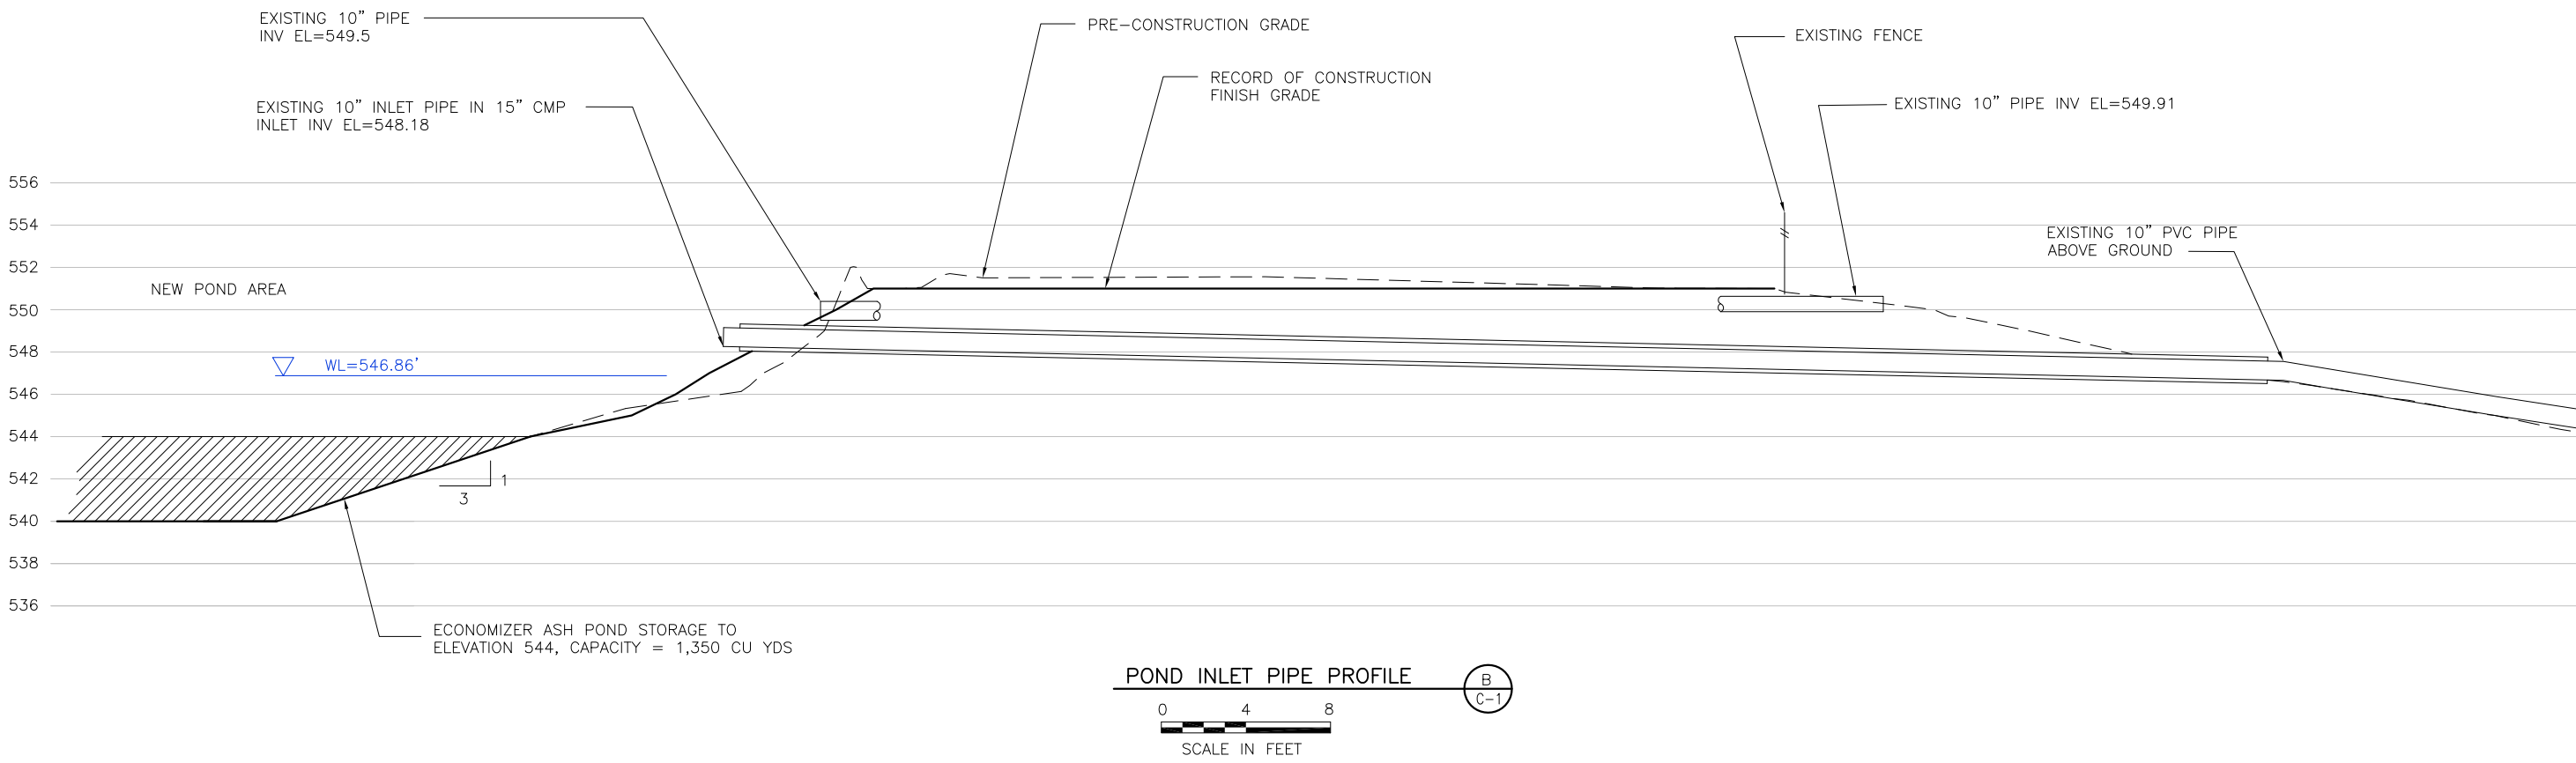 EXISTING 10" PIPE
INV EL=549.5
PRE-CONSTRUCTION GRADE
EXISTING FENCE
RECORD OF CONSTRUCTION
FINISH GRADE
EXISTING 10" INLET PIPE IN 15" CMP
INLET INV EL=548.18
EXISTING 10" PIPE INV EL=549.91
556
554
EXISTING 10" PVC PIPE
ABOVE GROUND
552
NEW POND AREA
550
548
WL=546.86'
546
544
542
1
3
540
538
536
ECONOMIZER ASH POND STORAGE TO
ELEVATION 544, CAPACITY = 1,350 CU YDS
POND INLET PIPE PROFILE
B
C-1
0 4 8
SCALE IN FEET